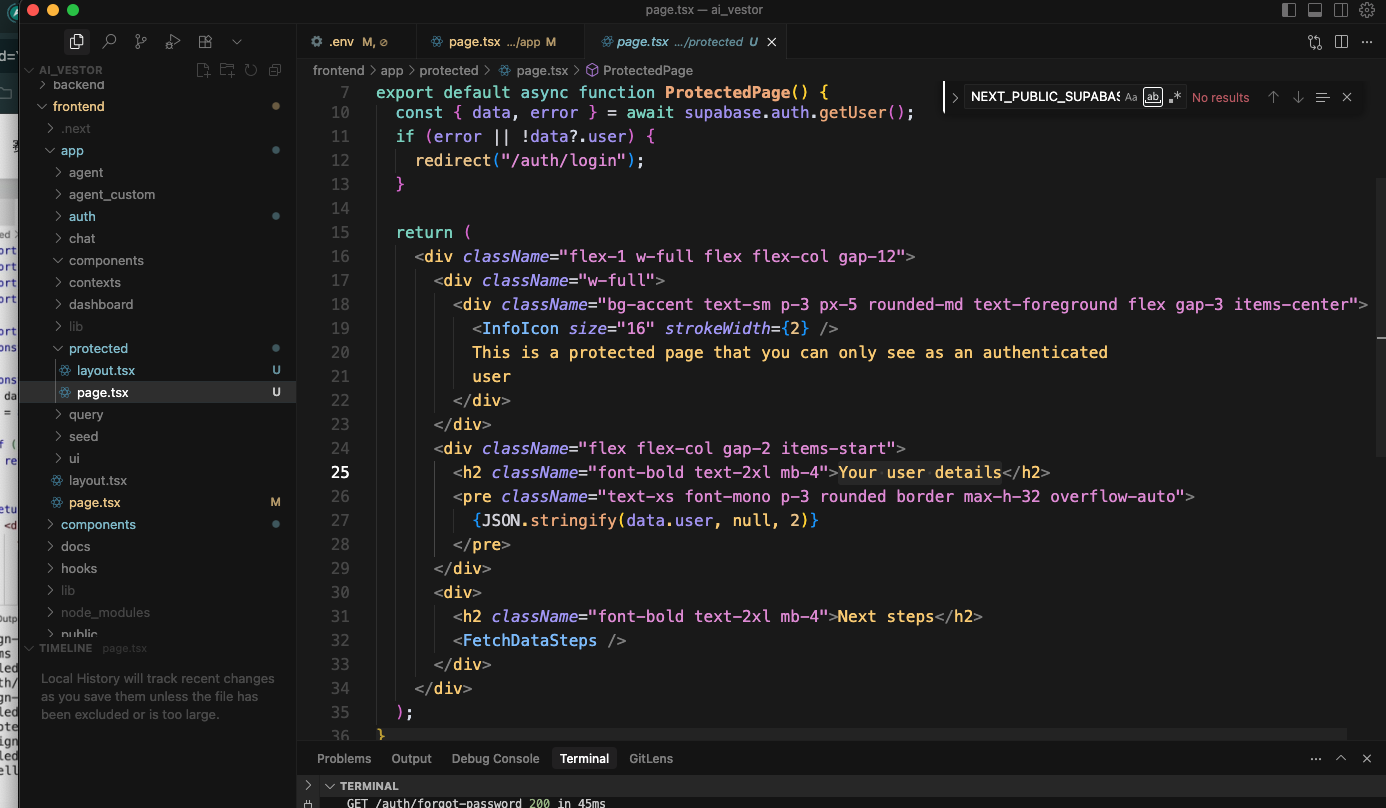 page.tsx — ai_vestor
.env M, ⊘
page.tsx .../app M
page.tsx .../protected U
frontend > app > protected > page.tsx > ProtectedPage
NEXT_PUBLIC_SUPABAS Aa ab .* No results
AI_VESTOR
backend
frontend
.next
app
agent
agent_custom
auth
chat
components
contexts
dashboard
lib
protected
layout.tsx U
page.tsx U
query
seed
ui
layout.tsx
page.tsx M
components
docs
hooks
lib
node_modules
public
TIMELINE page.tsx
Local History will track recent changes
as you save them unless the file has
been excluded or is too large.
7 export default async function ProtectedPage() {
10 const { data, error } = await supabase.auth.getUser();
11 if (error || !data?.user) {
12 redirect("/auth/login");
13 }
14
15 return (
16 <div className="flex-1 w-full flex flex-col gap-12">
17 <div className="w-full">
18 <div className="bg-accent text-sm p-3 px-5 rounded-md text-foreground flex gap-3 items-center">
19 <InfoIcon size="16" strokeWidth={2} />
20 This is a protected page that you can only see as an authenticated
21 user
22 </div>
23 </div>
24 <div className="flex flex-col gap-2 items-start">
25 <h2 className="font-bold text-2xl mb-4">Your user details</h2>
26 <pre className="text-xs font-mono p-3 rounded border max-h-32 overflow-auto">
27 {JSON.stringify(data.user, null, 2)}
28 </pre>
29 </div>
30 <div>
31 <h2 className="font-bold text-2xl mb-4">Next steps</h2>
32 <FetchDataSteps />
33 </div>
34 </div>
35 );
36 }
Problems Output Debug Console Terminal GitLens
TERMINAL
GET /auth/forgot-password 200 in 45ms